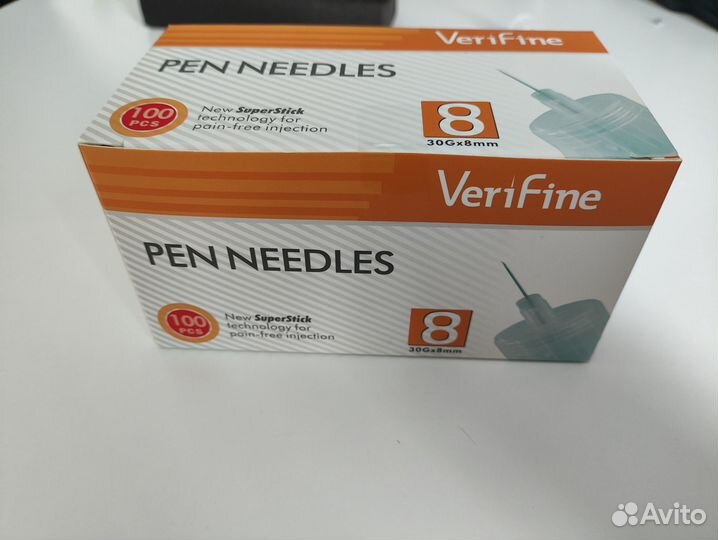 VeriFine
PEN NEEDLES
100
PCS
New SuperStick
technology for
pain-free injection
8
30Gx8mm
VeriFine
PEN NEEDLES
100
PCS
New SuperStick
technology for
pain-free injection
8
30Gx8mm
Avito